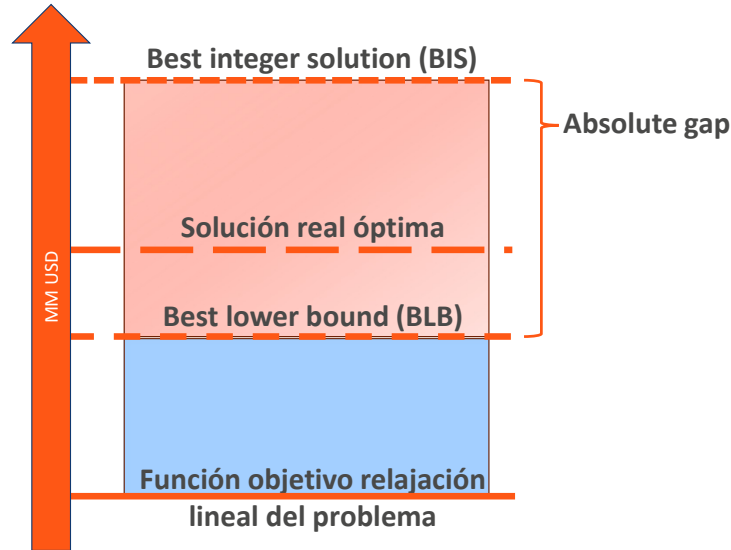 Best integer solution (BIS)
Absolute gap
Solución real óptima
MM USD
Best lower bound (BLB)
Función objetivo relajación
lineal del problema